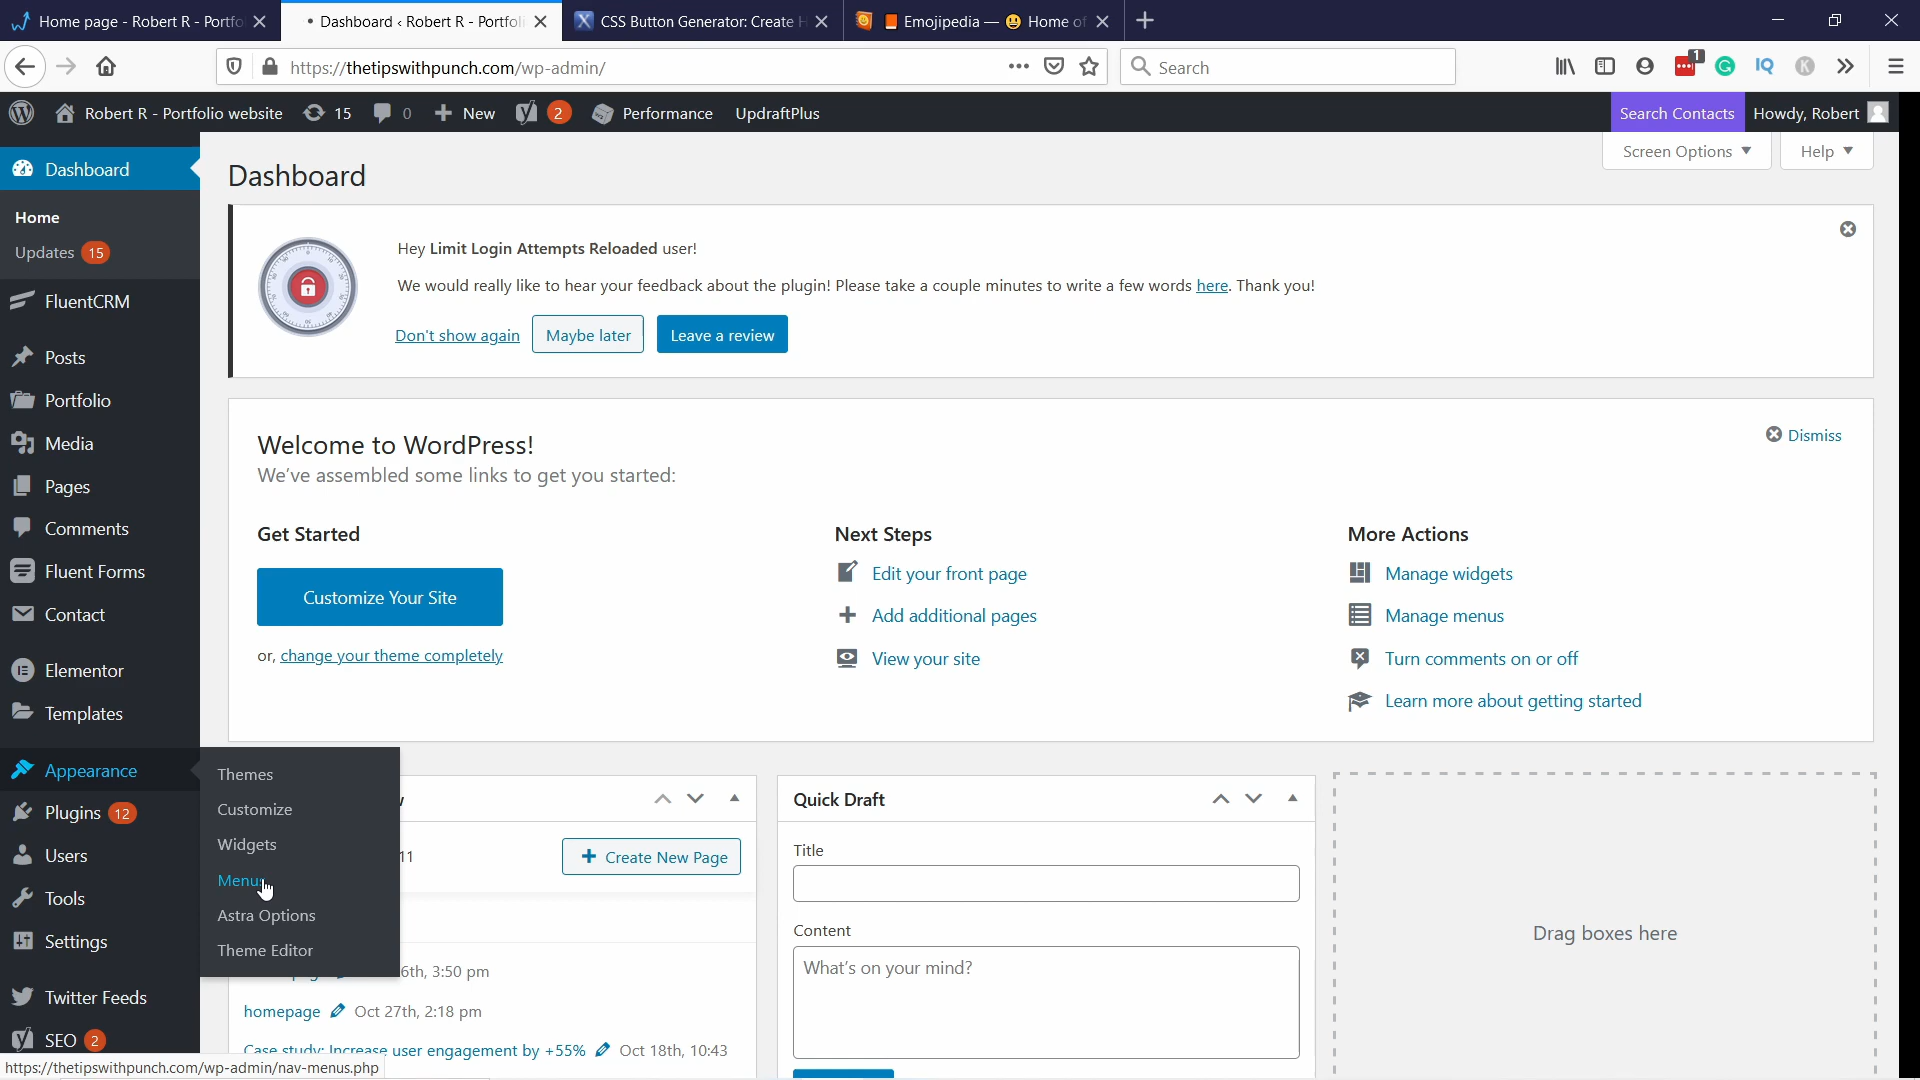 Home page - Robert R - Portfo
Dashboard ‹ Robert R - Portfoli
CSS Button Generator: Create H
Emojipedia — 😃 Home of
https://thetipswithpunch.com/wp-admin/
Search
1
Robert R - Portfolio website
15
0
New
2
Performance
UpdraftPlus
Search Contacts
Howdy, Robert
Screen Options
Help
Dashboard
Home
Updates 15
FluentCRM
Posts
Portfolio
Media
Pages
Comments
Fluent Forms
Contact
Elementor
Templates
Appearance
Plugins 12
Users
Tools
Settings
Twitter Feeds
SEO 2
Themes
Customize
Widgets
Menus
Astra Options
Theme Editor
https://thetipswithpunch.com/wp-admin/nav-menus.php
Dashboard
Hey Limit Login Attempts Reloaded user!
We would really like to hear your feedback about the plugin! Please take a couple minutes to write a few words here. Thank you!
Don't show again
Maybe later
Leave a review
Welcome to WordPress!
We've assembled some links to get you started:
Dismiss
Get Started
Customize Your Site
or, change your theme completely
Next Steps
Edit your front page
Add additional pages
View your site
More Actions
Manage widgets
Manage menus
Turn comments on or off
Learn more about getting started
11
Create New Page
6th, 3:50 pm
homepage Oct 27th, 2:18 pm
Case study: Increase user engagement by +55% Oct 18th, 10:43
Quick Draft
Title
Content
What's on your mind?
Drag boxes here